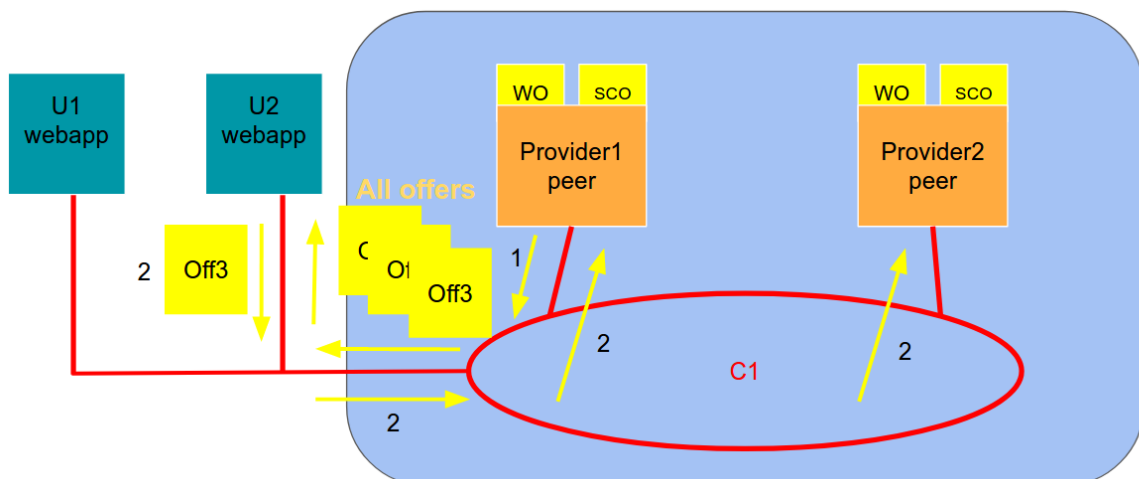 U1
webapp
U2
webapp
WO
SCO
Provider1
peer
WO
SCO
Provider2
peer
All offers
2
Off3
Off3
1
2
2
C1
2